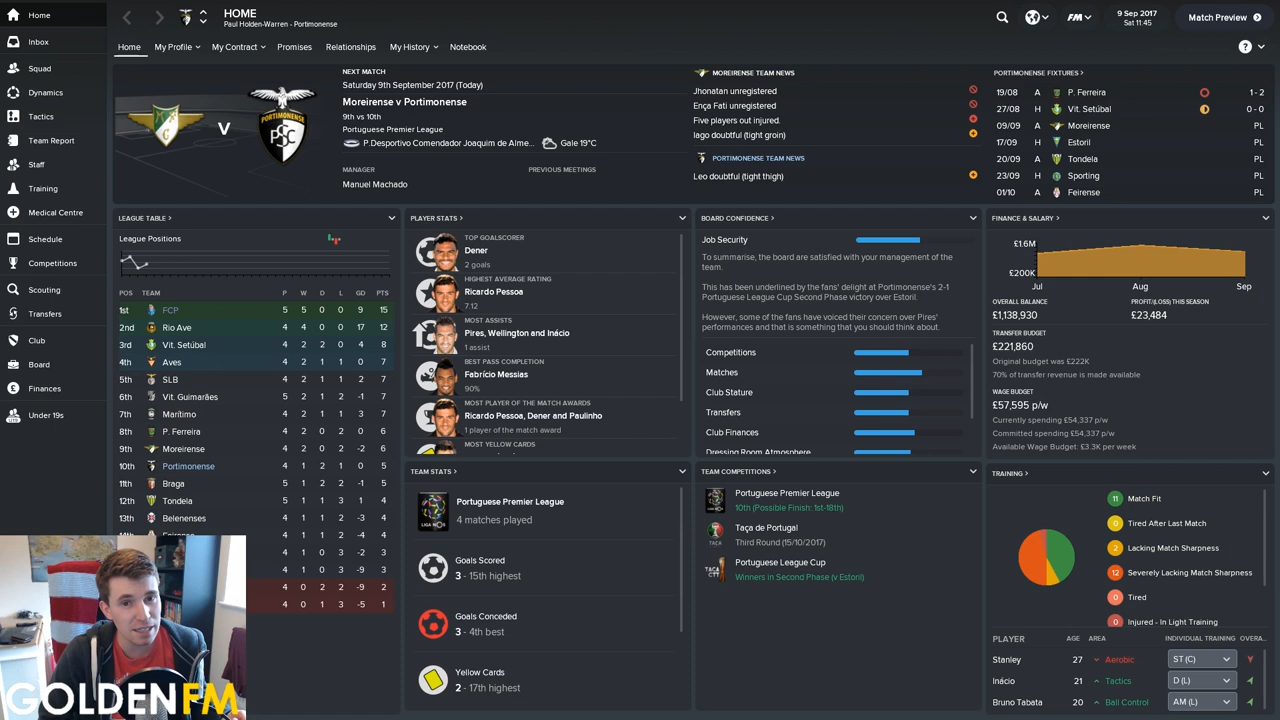 Home
Inbox
Squad
Dynamics
Tactics
Team Report
Staff
Training
Medical Centre
Schedule
Competitions
Scouting
Transfers
Club
Board
Finances
Under 19s
HOME
Paul Holden-Warren - Portimonense
FM
9 Sep 2017
Sat 11:45
Match Preview
Home My Profile My Contract Promises Relationships My History Notebook
?
V
PORTIMONENSE
PSC
NEXT MATCH
Saturday 9th September 2017 (Today)
Moreirense v Portimonense
9th vs 10th
Portuguese Premier League
P.Desportivo Comendador Joaquim de Alme... Gale 19°C
MANAGER PREVIOUS MEETINGS
Manuel Machado
MOREIRENSE TEAM NEWS
Jhonatan unregistered
Ença Fati unregistered
Five players out injured.
Iago doubtful (tight groin)
PORTIMONENSE TEAM NEWS
Leo doubtful (tight thigh)
PORTIMONENSE FIXTURES >
19/08 A P. Ferreira 1 - 2
27/08 H Vit. Setúbal 0 - 0
09/09 A Moreirense PL
17/09 H Estoril PL
20/09 A Tondela PL
23/09 H Sporting PL
01/10 A Feirense PL
LEAGUE TABLE >
League Positions
POS TEAM P W D L GD PTS
1st FCP 5 5 0 0 9 15
2nd Rio Ave 4 4 0 0 17 12
3rd Vit. Setúbal 4 2 2 0 4 8
4th Aves 4 2 1 1 0 7
5th SLB 4 2 1 1 2 7
6th Vit. Guimarães 5 2 1 2 -1 7
7th Marítimo 4 2 1 1 3 7
8th P. Ferreira 4 2 0 2 0 6
9th Moreirense 4 2 0 2 -2 6
10th Portimonense 4 1 2 1 0 5
11th Braga 5 1 2 2 -1 5
12th Tondela 5 1 1 3 1 4
13th Belenenses 4 1 1 2 -3 4
14th Feirense 4 1 1 2 -4 4
4 1 0 3 -2 3
4 1 0 3 -9 3
4 0 2 2 -9 2
4 0 1 3 -5 1
PLAYER STATS >
TOP GOALSCORER
Dener
2 goals
HIGHEST AVERAGE RATING
Ricardo Pessoa
7.12
MOST ASSISTS
Pires, Wellington and Inácio
1 assist
BEST PASS COMPLETION
Fabrício Messias
90%
MOST PLAYER OF THE MATCH AWARDS
Ricardo Pessoa, Dener and Paulinho
1 player of the match award
MOST YELLOW CARDS
BOARD CONFIDENCE >
Job Security
To summarise, the board are satisfied with your management of the
team.
This has been underlined by the fans' delight at Portimonense's 2-1
Portuguese League Cup Second Phase victory over Estoril.
However, some of the fans have voiced their concern over Pires'
performances and that is something that you should think about.
Competitions
Matches
Club Stature
Transfers
Club Finances
Dressing Room Atmosphere
FINANCE & SALARY >
£1.6M
£200K
Jul Aug Sep
OVERALL BALANCE PROFIT/(LOSS) THIS SEASON
£1,138,930 £23,484
TRANSFER BUDGET
£221,860
Original budget was £222K
70% of transfer revenue is made available
WAGE BUDGET
£57,595 p/w
Currently spending £54,337 p/w
Committed spending £54,337 p/w
Available Wage Budget: £3.3K per week
TEAM STATS >
LIGA NOS
Portuguese Premier League
4 matches played
Goals Scored
3 - 15th highest
Goals Conceded
3 - 4th best
Yellow Cards
2 - 17th highest
TEAM COMPETITIONS >
Portuguese Premier League
10th (Possible Finish: 1st-18th)
TAÇA
Taça de Portugal
Third Round (15/10/2017)
TAÇA
CTT
Portuguese League Cup
Winners in Second Phase (v Estoril)
TRAINING >
11 Match Fit
0 Tired After Last Match
2 Lacking Match Sharpness
12 Severely Lacking Match Sharpness
0 Tired
0 Injured - In Light Training
PLAYER AGE AREA INDIVIDUAL TRAINING OVERA...
Stanley 27 Aerobic ST (C)
Inácio 21 Tactics D (L)
Bruno Tabata 20 Ball Control AM (L)
GOLDENFM